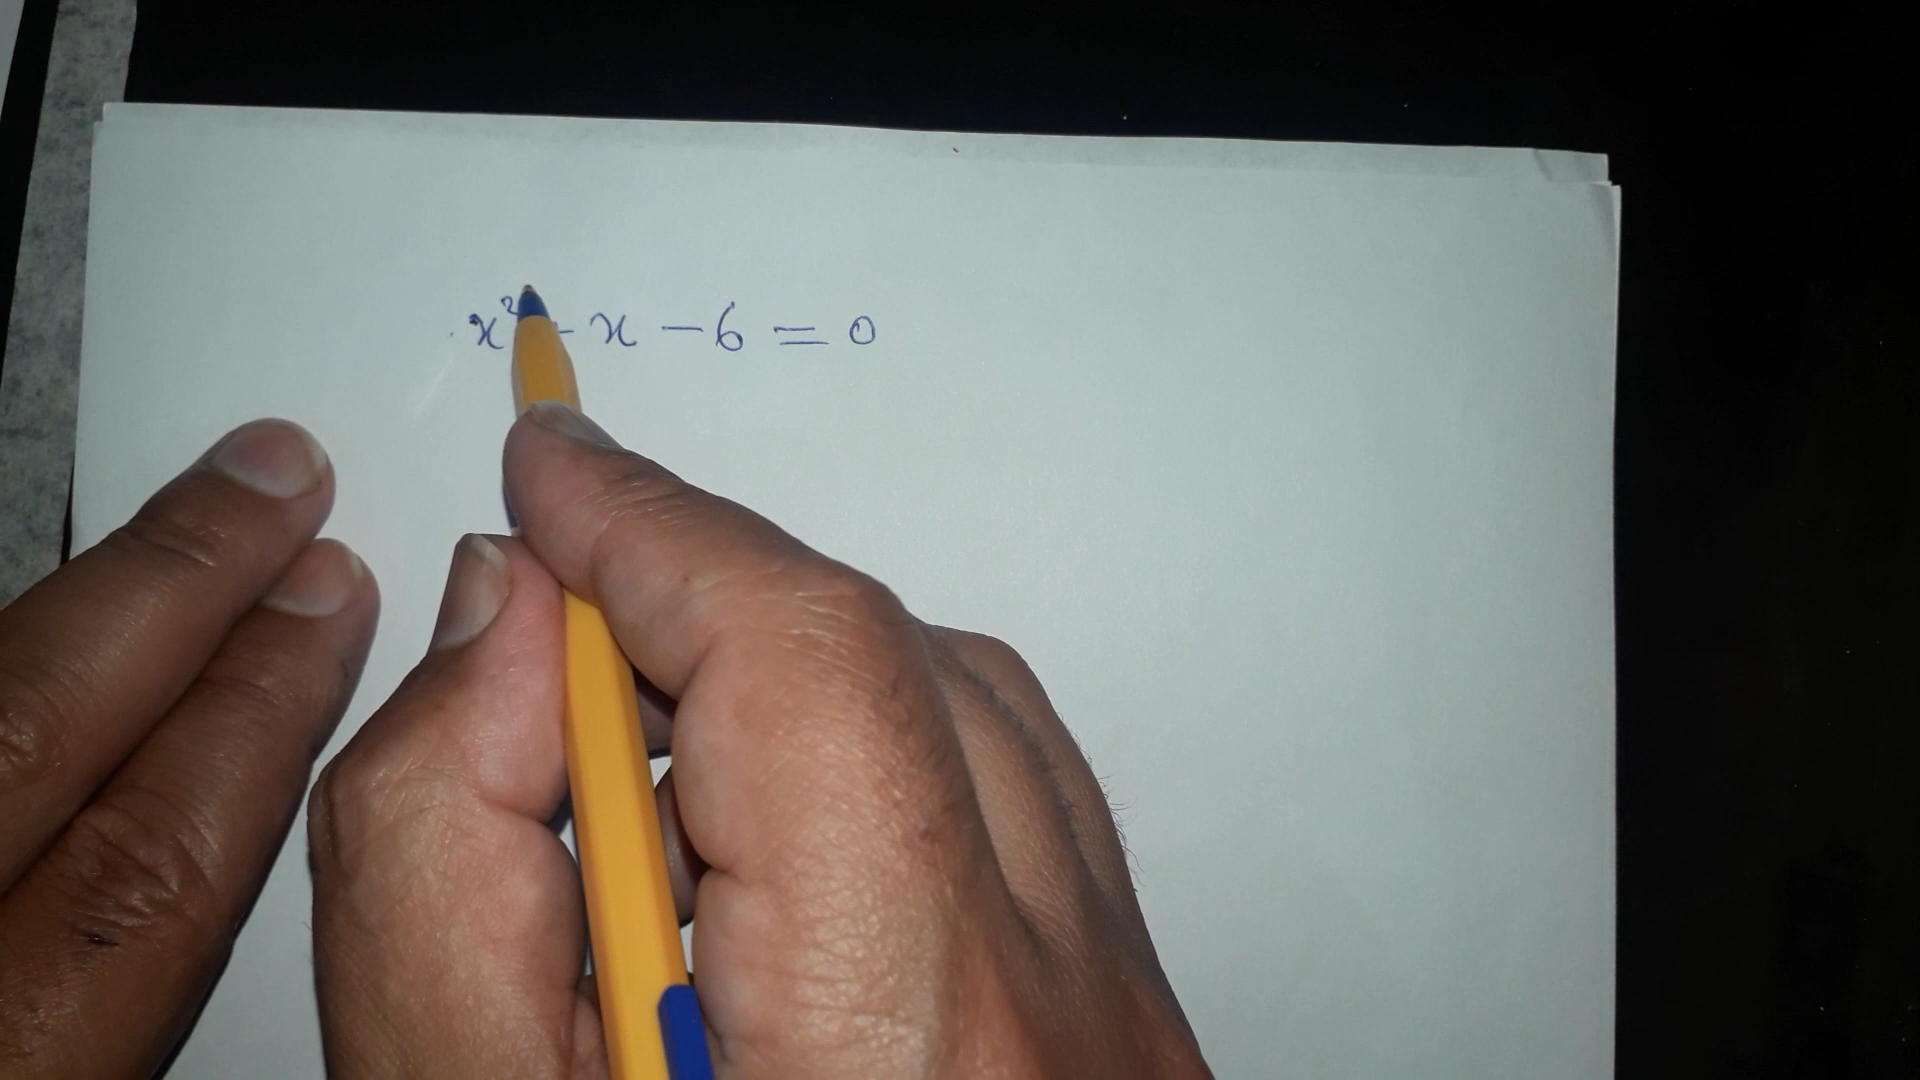 x² - x - 6 = 0